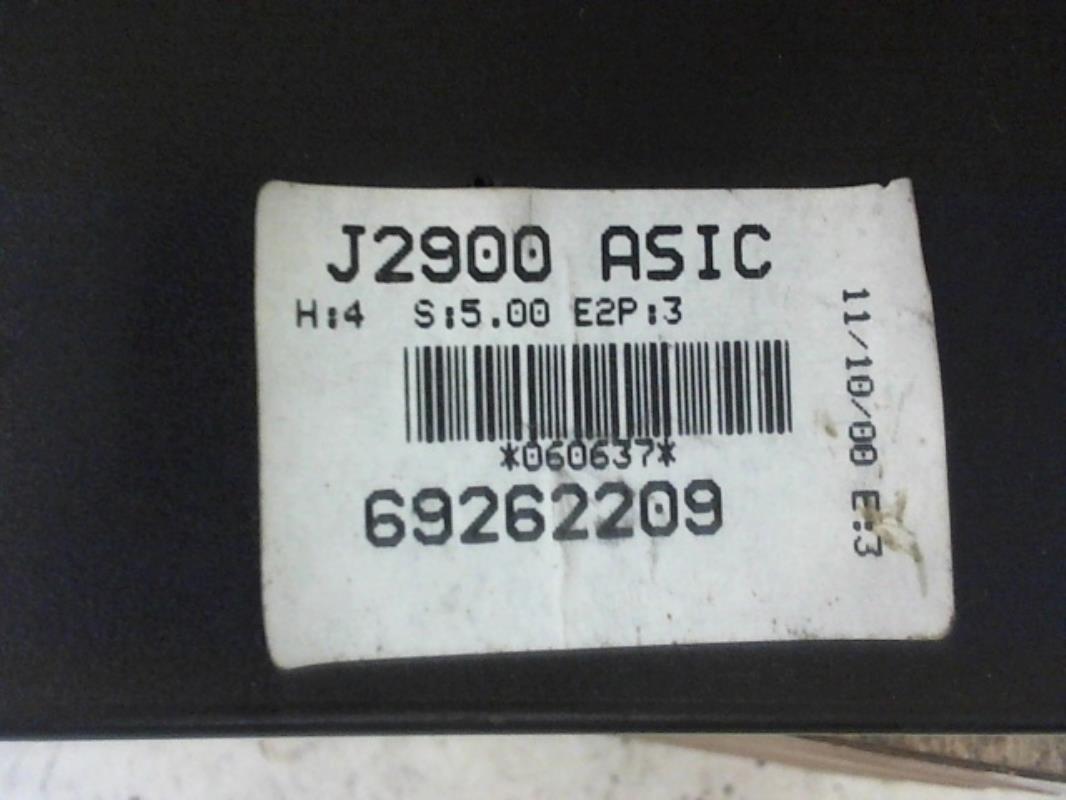 J2900 ASIC
H:4 S:5.00 E2P:3
*060637*
69262209
11/10/00 E:3